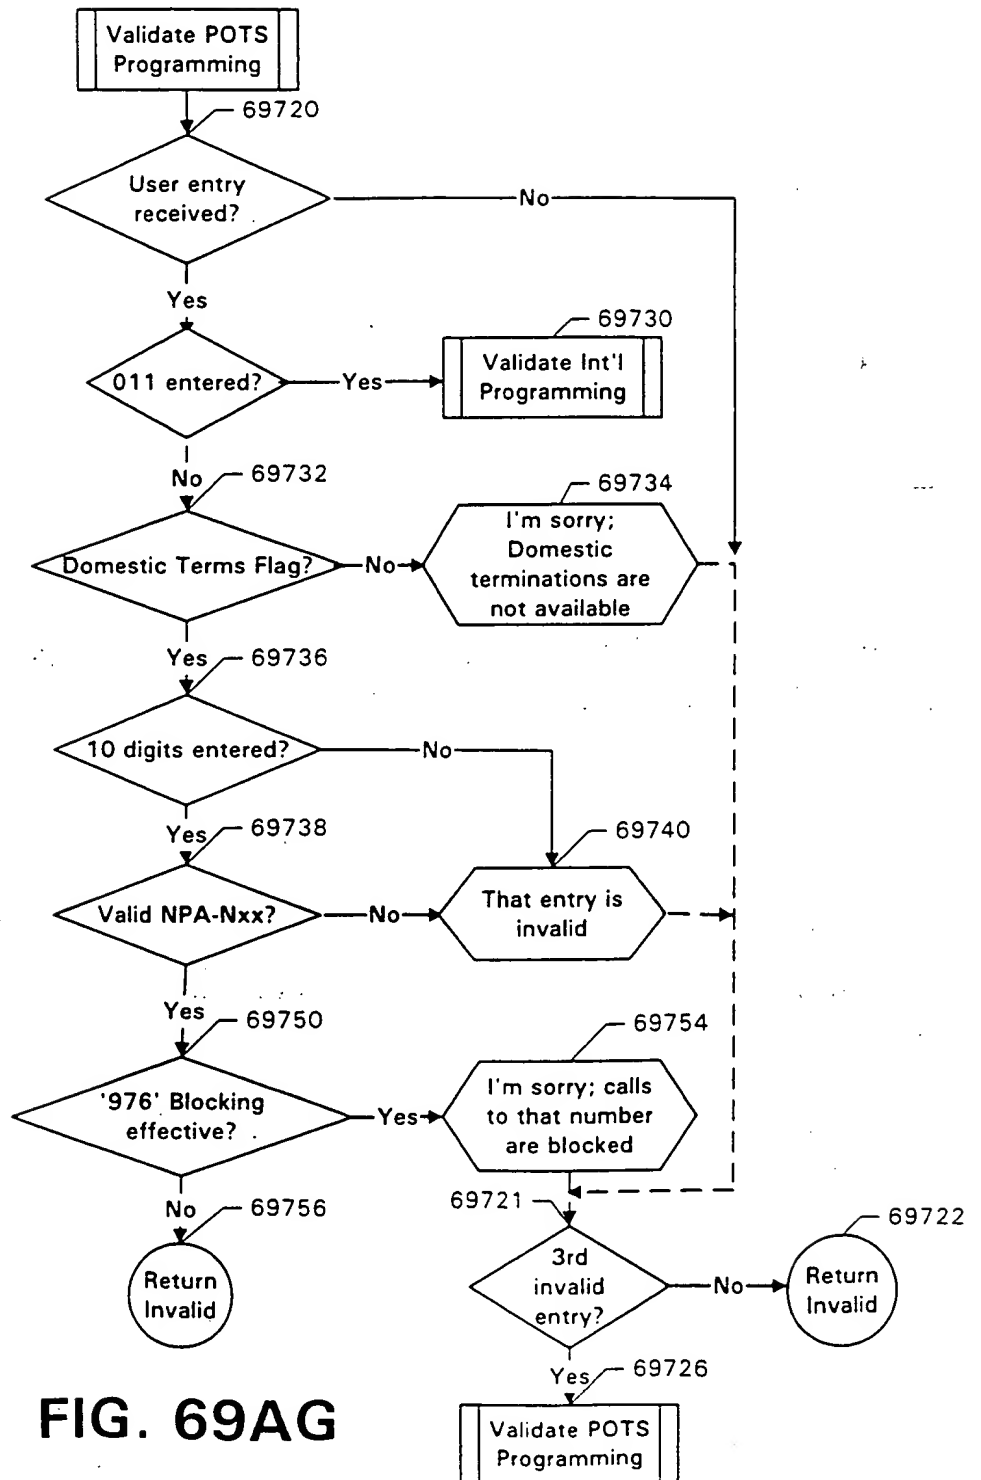 Validate POTS
Programming
69720
User entry
received?
No
Yes
69730
011 entered?
Yes
Validate Int'l
Programming
No
69732
69734
Domestic Terms Flag?
No
I'm sorry;
Domestic
terminations are
not available
Yes
69736
10 digits entered?
No
Yes
69738
69740
Valid NPA-Nxx?
No
That entry is
invalid
Yes
69750
69754
'976' Blocking
effective?
Yes
I'm sorry; calls
to that number
are blocked
No
69756
69721
69722
Return
Invalid
3rd
invalid
entry?
No
Return
Invalid
Yes
69726
Validate POTS
Programming
FIG. 69AG